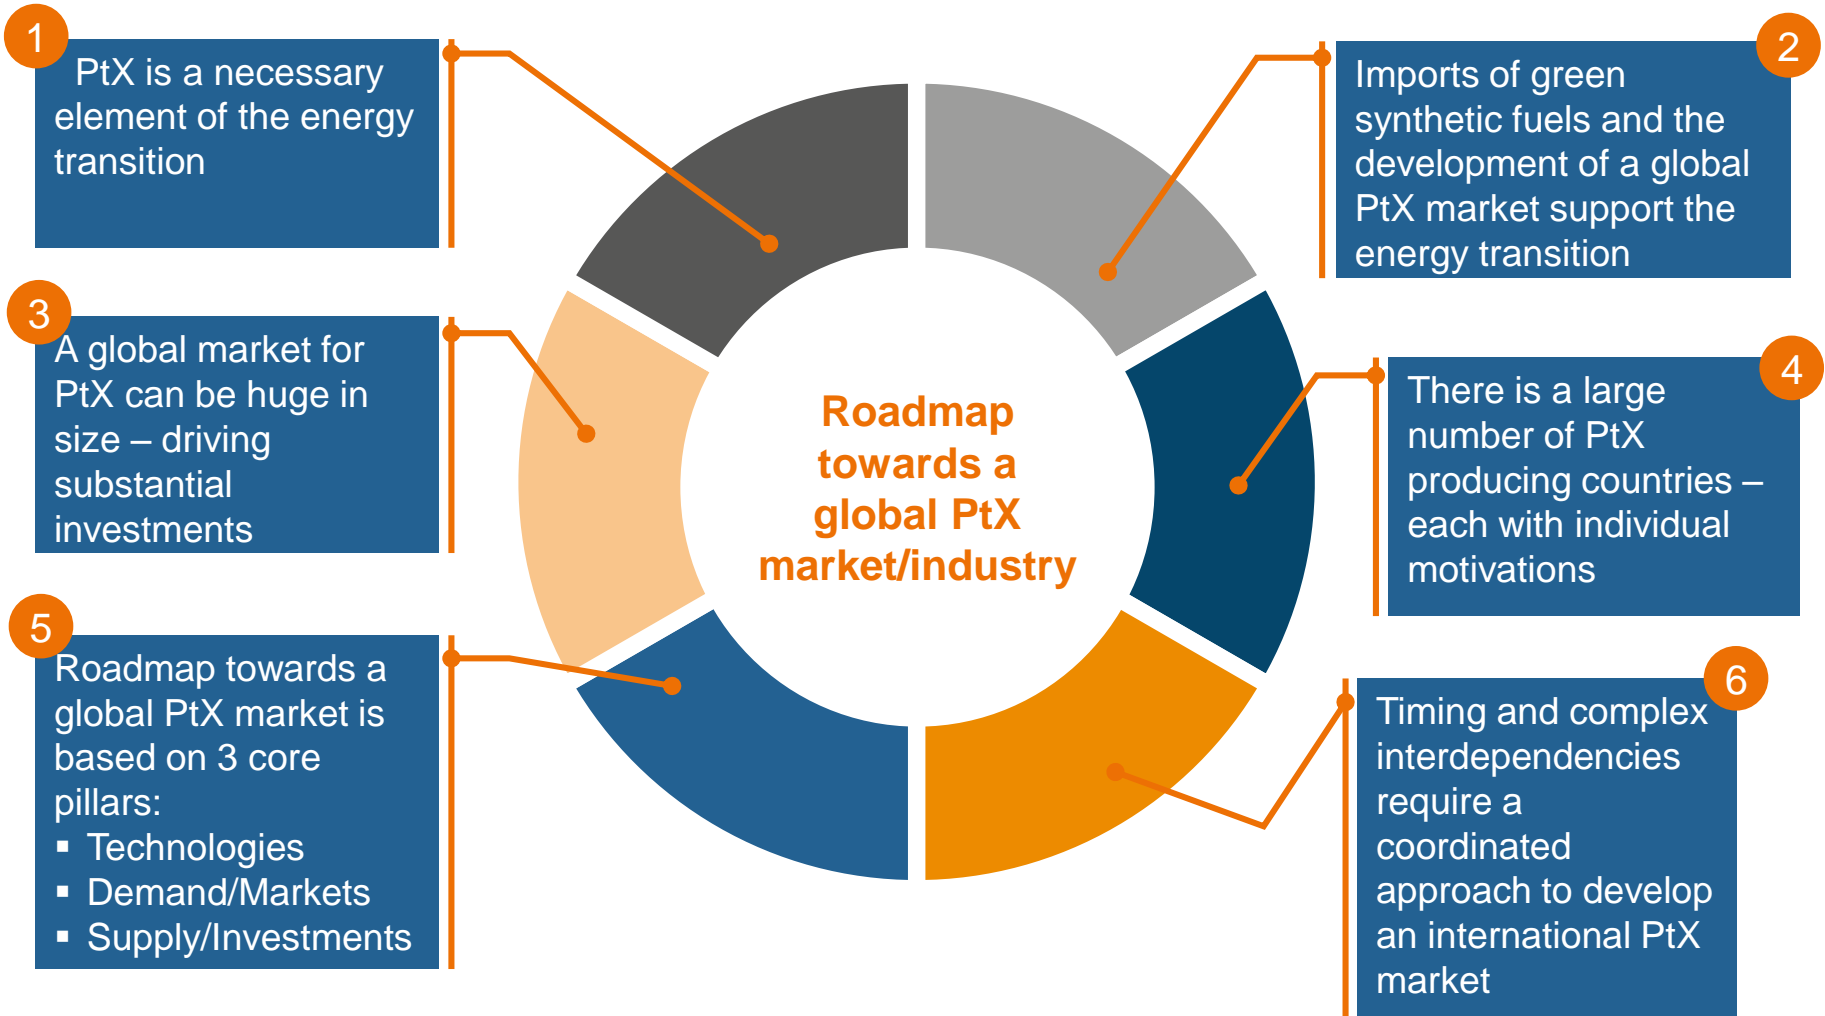 1
PtX is a necessary
element of the energy
transition
2
Imports of green
synthetic fuels and the
development of a global
PtX market support the
energy transition
3
A global market for
PtX can be huge in
size – driving
substantial
investments
Roadmap
towards a
global PtX
market/industry
4
There is a large
number of PtX
producing countries –
each with individual
motivations
5
Roadmap towards a
global PtX market is
based on 3 core
pillars:
▪ Technologies
▪ Demand/Markets
▪ Supply/Investments
6
Timing and complex
interdependencies
require a
coordinated
approach to develop
an international PtX
market